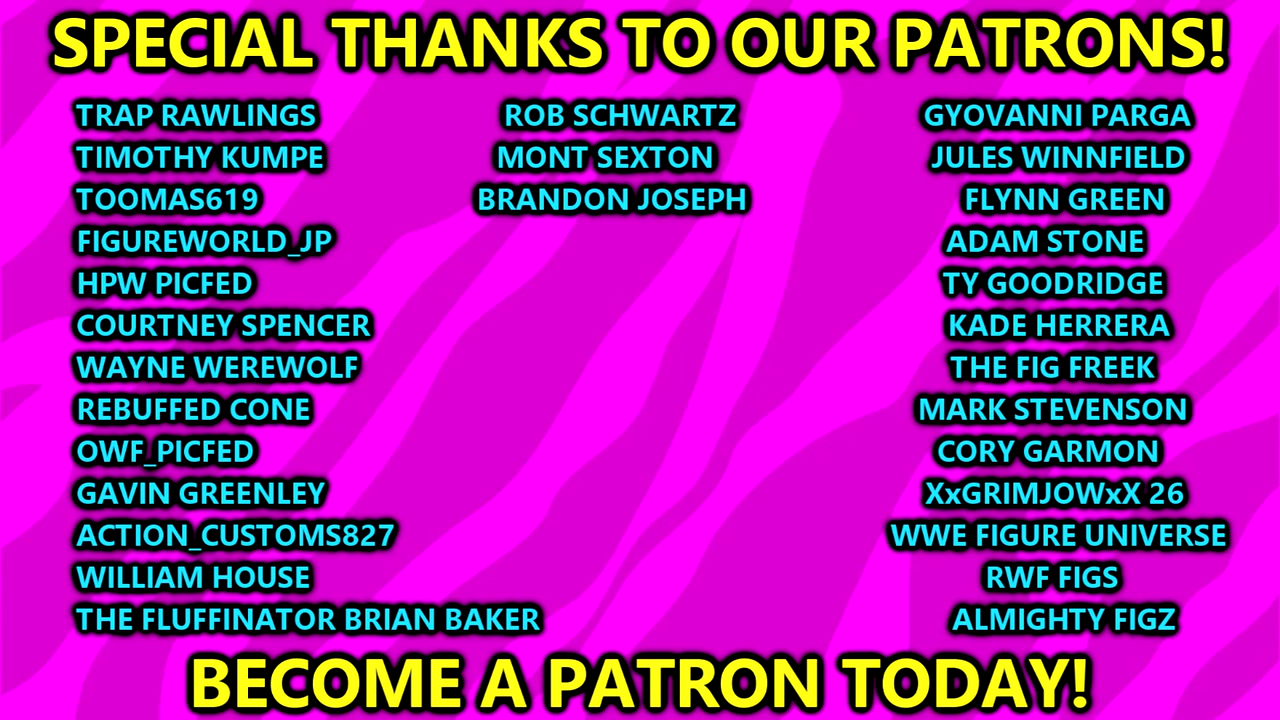 SPECIAL THANKS TO OUR PATRONS!
TRAP RAWLINGS
TIMOTHY KUMPE
TOOMAS619
FIGUREWORLD_JP
HPW PICFED
COURTNEY SPENCER
WAYNE WEREWOLF
REBUFFED CONE
OWF_PICFED
GAVIN GREENLEY
ACTION_CUSTOMS827
WILLIAM HOUSE
THE FLUFFINATOR BRIAN BAKER
ROB SCHWARTZ
MONT SEXTON
BRANDON JOSEPH
GYOVANNI PARGA
JULES WINNFIELD
FLYNN GREEN
ADAM STONE
TY GOODRIDGE
KADE HERRERA
THE FIG FREEK
MARK STEVENSON
CORY GARMON
XxGRIMJOWxX 26
WWE FIGURE UNIVERSE
RWF FIGS
ALMIGHTY FIGZ
BECOME A PATRON TODAY!